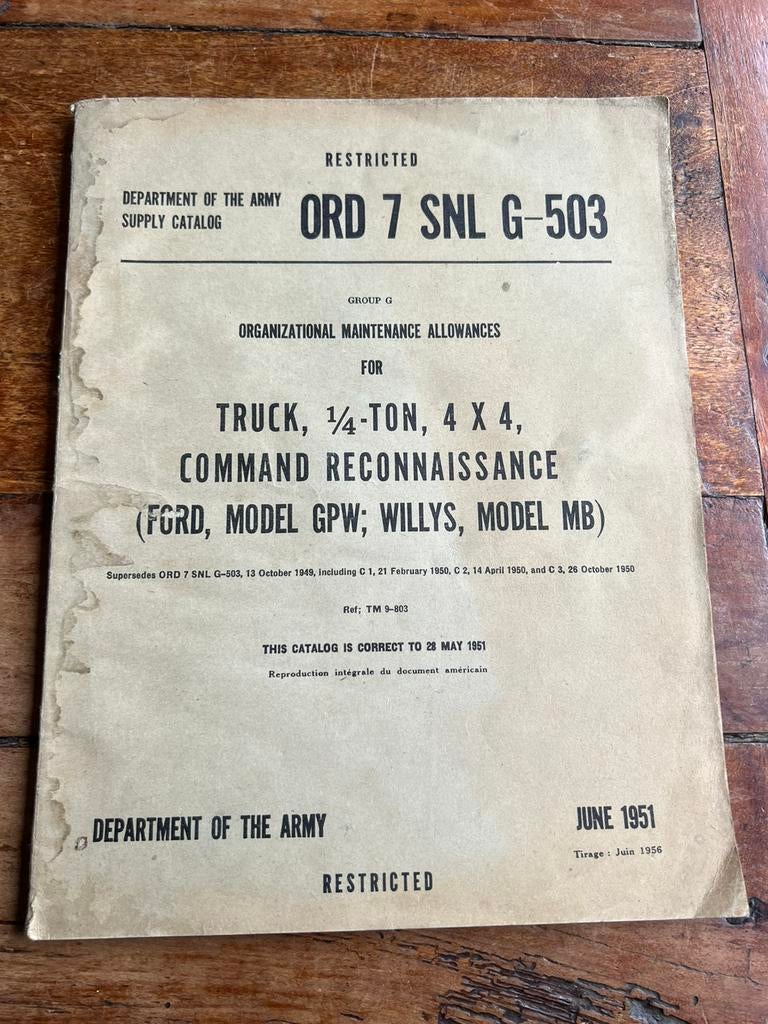 RESTRICTED
DEPARTMENT OF THE ARMY
SUPPLY CATALOG
ORD 7 SNL G-503
GROUP G
ORGANIZATIONAL MAINTENANCE ALLOWANCES
FOR
TRUCK, ¼-TON, 4 X 4,
COMMAND RECONNAISSANCE
(FORD, MODEL GPW; WILLYS, MODEL MB)
Supersedes ORD 7 SNL G-503, 13 October 1949, including C 1, 21 February 1950, C 2, 14 April 1950, and C 3, 26 October 1950
Ref; TM 9-803
THIS CATALOG IS CORRECT TO 28 MAY 1951
Reproduction intégrale du document américain
DEPARTMENT OF THE ARMY
JUNE 1951
Tirage : Juin 1956
RESTRICTED